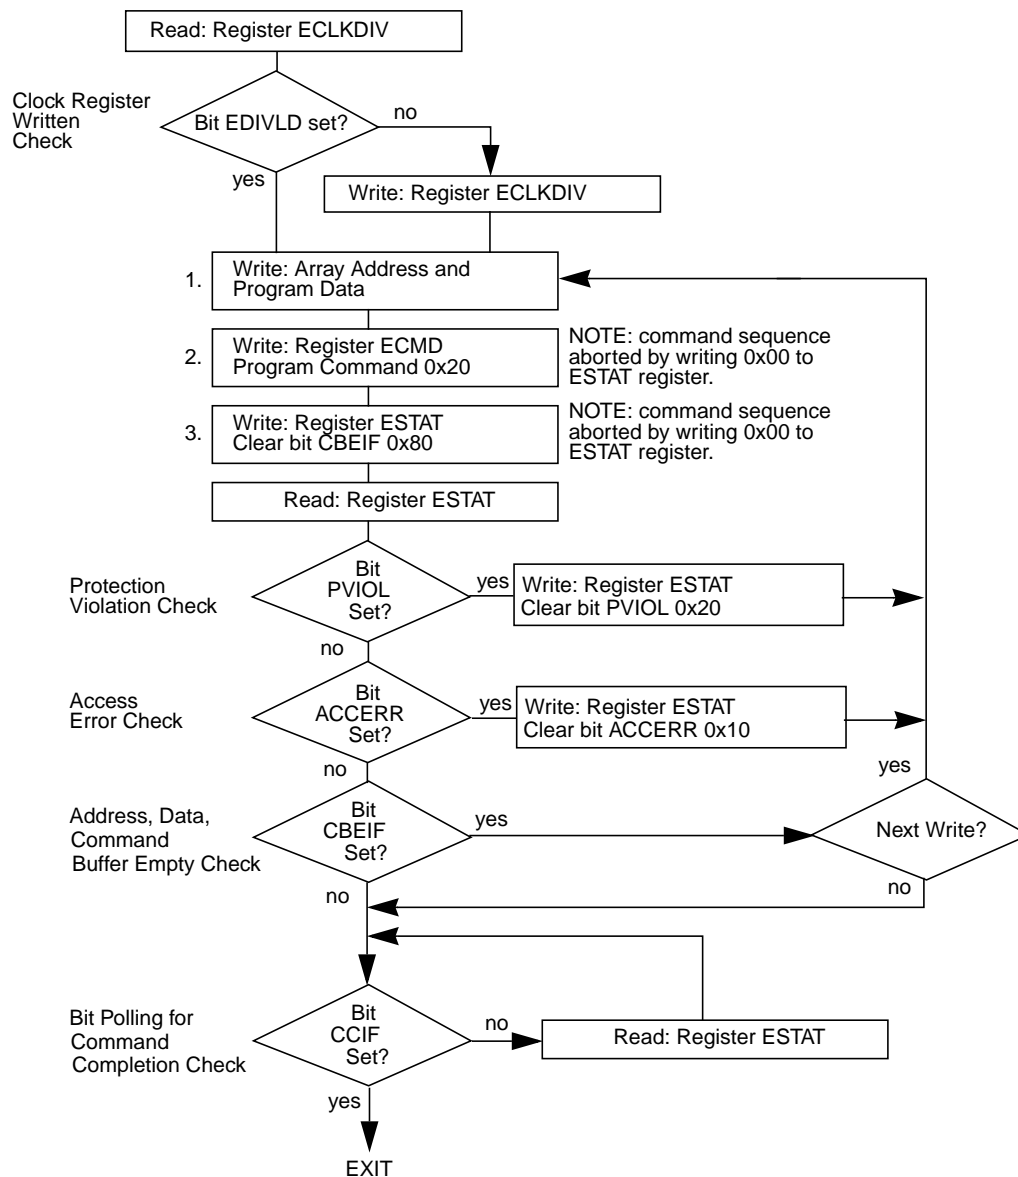 Read: Register ECLKDIV
Clock Register
Written
Check
Bit EDIVLD set?
no
yes
Write: Register ECLKDIV
1.
Write: Array Address and
Program Data
2.
Write: Register ECMD
Program Command 0x20
NOTE: command sequence
aborted by writing 0x00 to
ESTAT register.
3.
Write: Register ESTAT
Clear bit CBEIF 0x80
NOTE: command sequence
aborted by writing 0x00 to
ESTAT register.
Read: Register ESTAT
Protection
Violation Check
Bit
PVIOL
Set?
yes
Write: Register ESTAT
Clear bit PVIOL 0x20
no
Access
Error Check
Bit
ACCERR
Set?
yes
Write: Register ESTAT
Clear bit ACCERR 0x10
no
yes
Address, Data,
Command
Buffer Empty Check
Bit
CBEIF
Set?
yes
Next Write?
no
no
Bit Polling for
Command
Completion Check
Bit
CCIF
Set?
no
Read: Register ESTAT
yes
EXIT